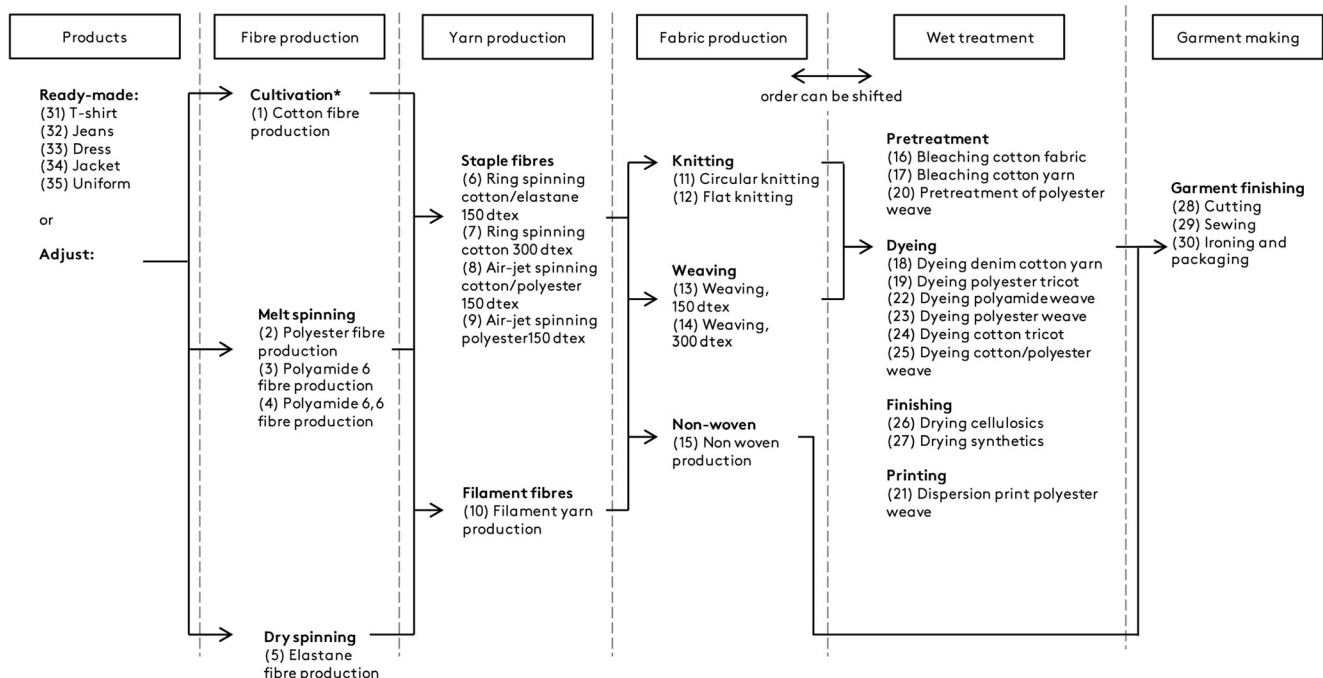 Products
Fibre production
Yarn production
Fabric production
Wet treatment
Garment making
Ready-made:
(31) T-shirt
(32) Jeans
(33) Dress
(34) Jacket
(35) Uniform
or
Adjust:
Cultivation*
(1) Cotton fibre
production
Melt spinning
(2) Polyester fibre
production
(3) Polyamide 6
fibre production
(4) Polyamide 6,6
fibre production
Dry spinning
(5) Elastane
fibre production
Staple fibres
(6) Ring spinning
cotton/elastane
150 dtex
(7) Ring spinning
cotton 300 dtex
(8) Air-jet spinning
cotton/polyester
150 dtex
(9) Air-jet spinning
polyester150 dtex
Filament fibres
(10) Filament yarn
production
Knitting
(11) Circular knitting
(12) Flat knitting
Weaving
(13) Weaving,
150 dtex
(14) Weaving,
300 dtex
Non-woven
(15) Non woven
production
order can be shifted
Pretreatment
(16) Bleaching cotton fabric
(17) Bleaching cotton yarn
(20) Pretreatment of polyester
weave
Dyeing
(18) Dyeing denim cotton yarn
(19) Dyeing polyester tricot
(22) Dyeing polyamide weave
(23) Dyeing polyester weave
(24) Dyeing cotton tricot
(25) Dyeing cotton/polyester
weave
Finishing
(26) Drying cellulosics
(27) Drying synthetics
Printing
(21) Dispersion print polyester
weave
Garment finishing
(28) Cutting
(29) Sewing
(30) Ironing and
packaging